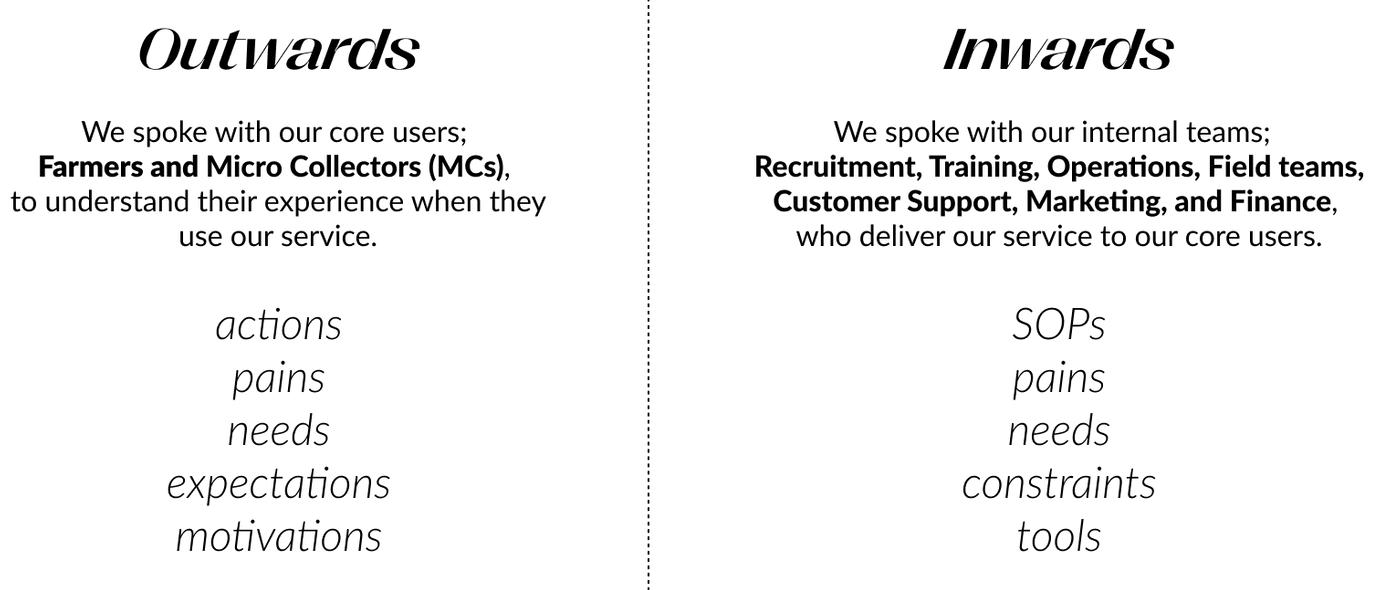 Outwards
We spoke with our core users;
Farmers and Micro Collectors (MCs),
to understand their experience when they
use our service.
actions
pains
needs
expectations
motivations
Inwards
We spoke with our internal teams;
Recruitment, Training, Operations, Field teams,
Customer Support, Marketing, and Finance,
who deliver our service to our core users.
SOPs
pains
needs
constraints
tools